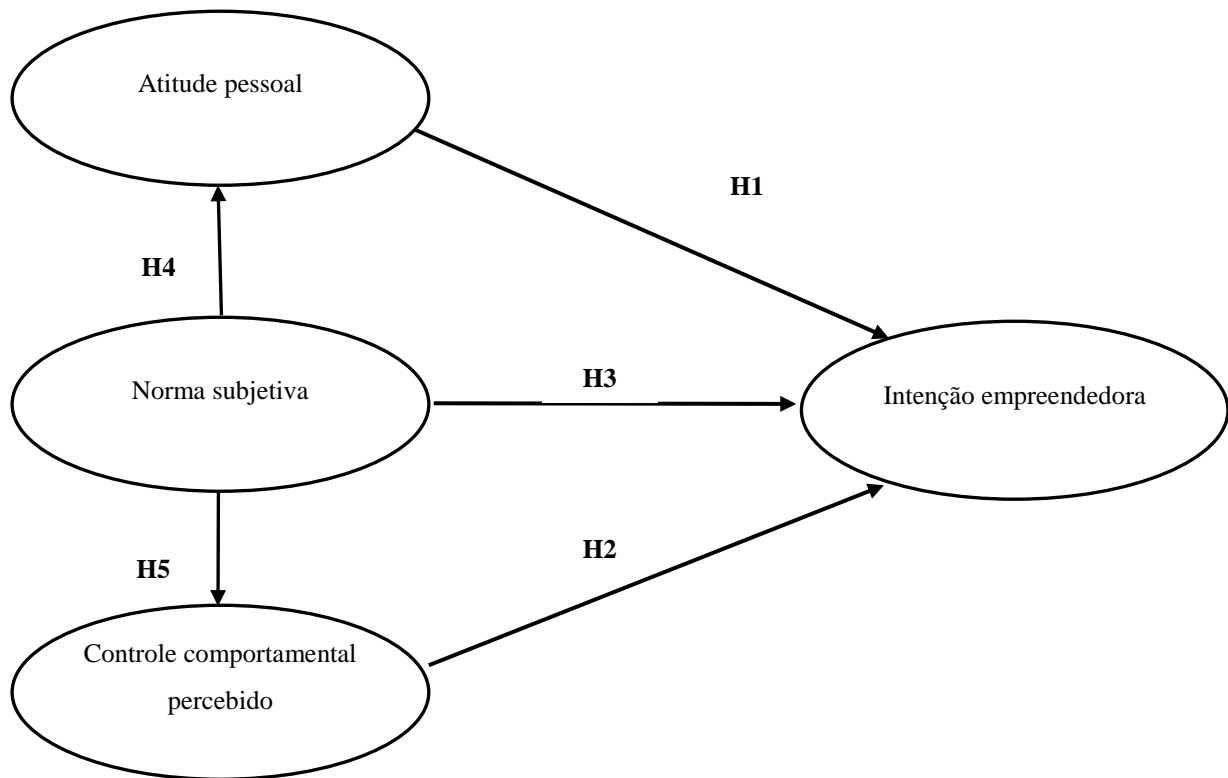 Atitude pessoal
H1
H4
Norma subjetiva
H3
Intenção empreendedora
H2
H5
Controle comportamental
percebido